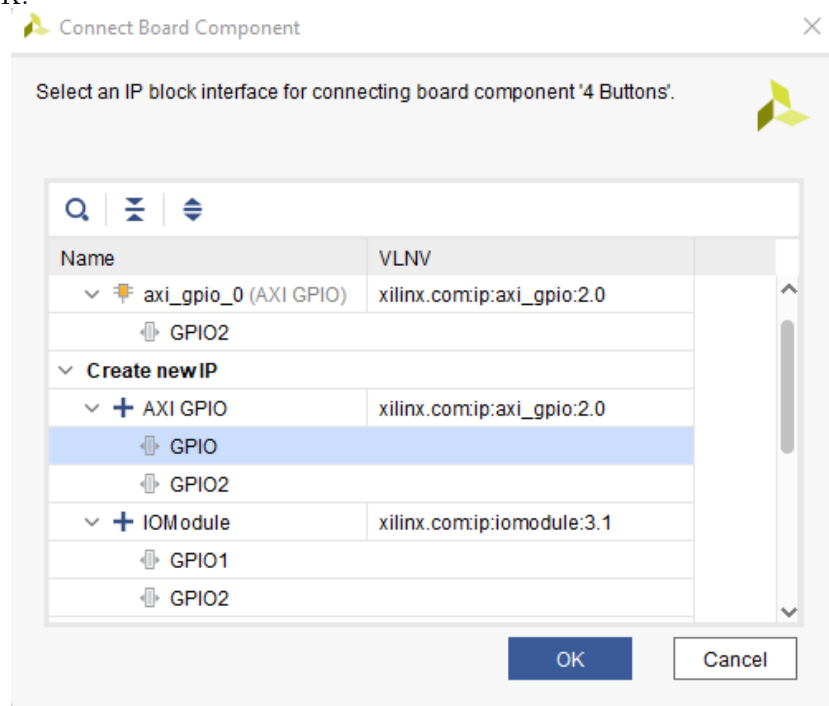 Connect Board Component
Select an IP block interface for connecting board component '4 Buttons'.
Name VLNV
axi_gpio_0 (AXI GPIO) xilinx.com:ip:axi_gpio:2.0
GPIO2
Create new IP
AXI GPIO xilinx.com:ip:axi_gpio:2.0
GPIO
GPIO2
IOModule xilinx.com:ip:iomodule:3.1
GPIO1
GPIO2
OK Cancel